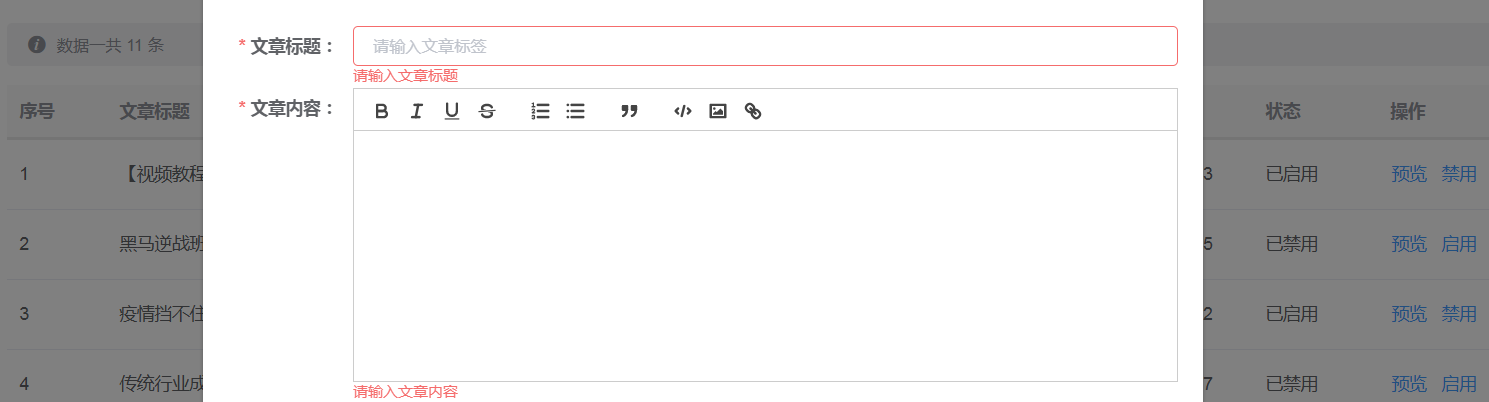 数据一共 11 条
* 文章标题：
请输入文章标签
请输入文章标题
* 文章内容：
请输入文章内容
序号 文章标题 状态 操作
1 【视频教程 3 已启用 预览 禁用
2 黑马逆战班 5 已禁用 预览 启用
3 疫情挡不住 2 已启用 预览 禁用
4 传统行业成 7 已禁用 预览 启用